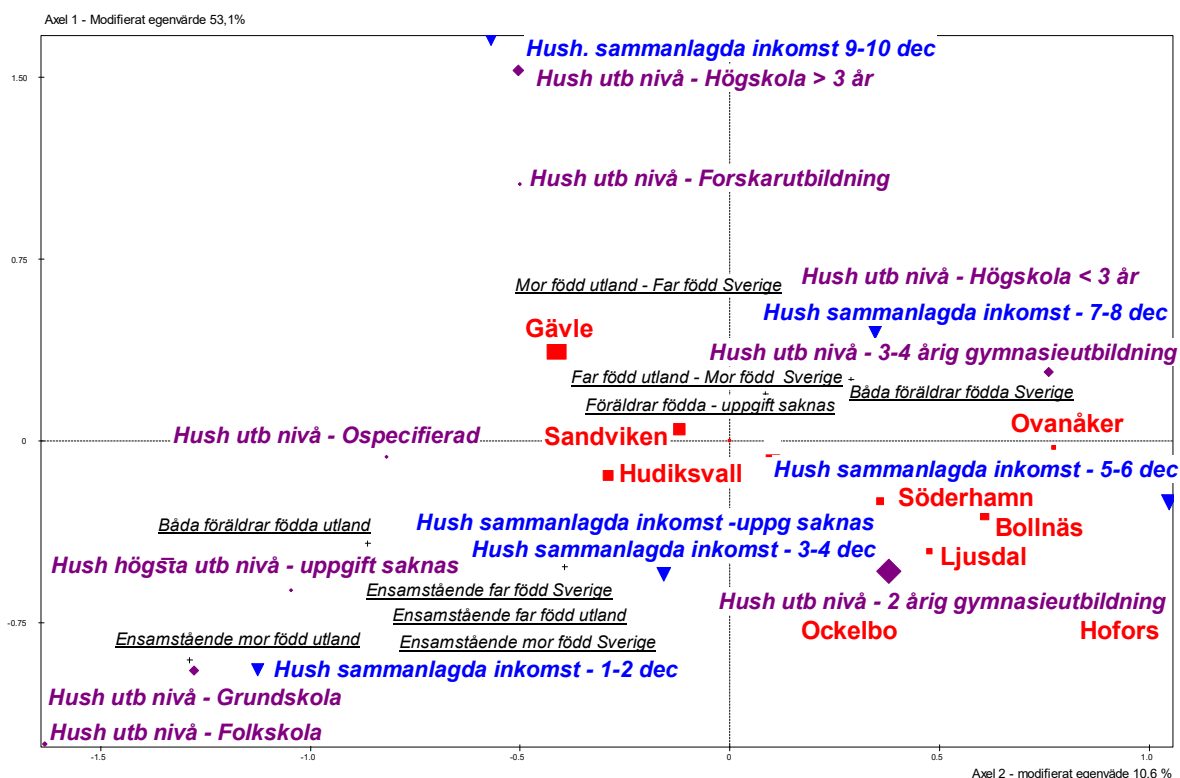 Axel 1 - Modifierat egenvärde 53,1%
Hush. sammanlagda inkomst 9-10 dec
1.50
Hush utb nivå - Högskola > 3 år
Hush utb nivå - Forskarutbildning
0.75
Hush utb nivå - Högskola < 3 år
Mor född utland - Far född Sverige
Hush sammanlagda inkomst - 7-8 dec
Gävle
Hush utb nivå - 3-4 årig gymnasieutbildning
Far född utland - Mor född Sverige
Båda föräldrar födda Sverige
Föräldrar födda - uppgift saknas
Ovanåker
Hush utb nivå - Ospecifierad
Sandviken
0
Hudiksvall
Hush sammanlagda inkomst - 5-6 dec
Söderhamn
Hush sammanlagda inkomst -uppg saknas
Båda föräldrar födda utland
Bollnäs
Hush sammanlagda inkomst - 3-4 dec
Ljusdal
Hush högsta utb nivå - uppgift saknas
Ensamstående far född Sverige
Hush utb nivå - 2 årig gymnasieutbildning
Ensamstående far född utland
-0.75
Ockelbo
Hofors
Ensamstående mor född utland
Ensamstående mor född Sverige
Hush sammanlagda inkomst - 1-2 dec
Hush utb nivå - Grundskola
Hush utb nivå - Folkskola
-1.5
-1.0
-0.5
0
0.5
1.0
Axel 2 - modifierat egenväde 10,6 %